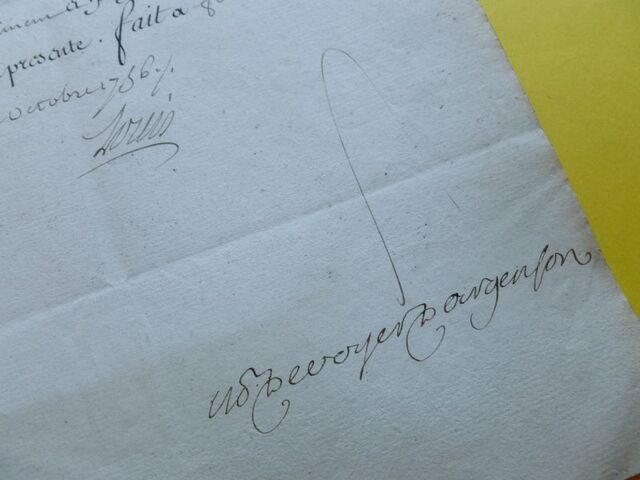 presente. fait a
octobre 1756 /.
Louis
M. De voyer D argenson